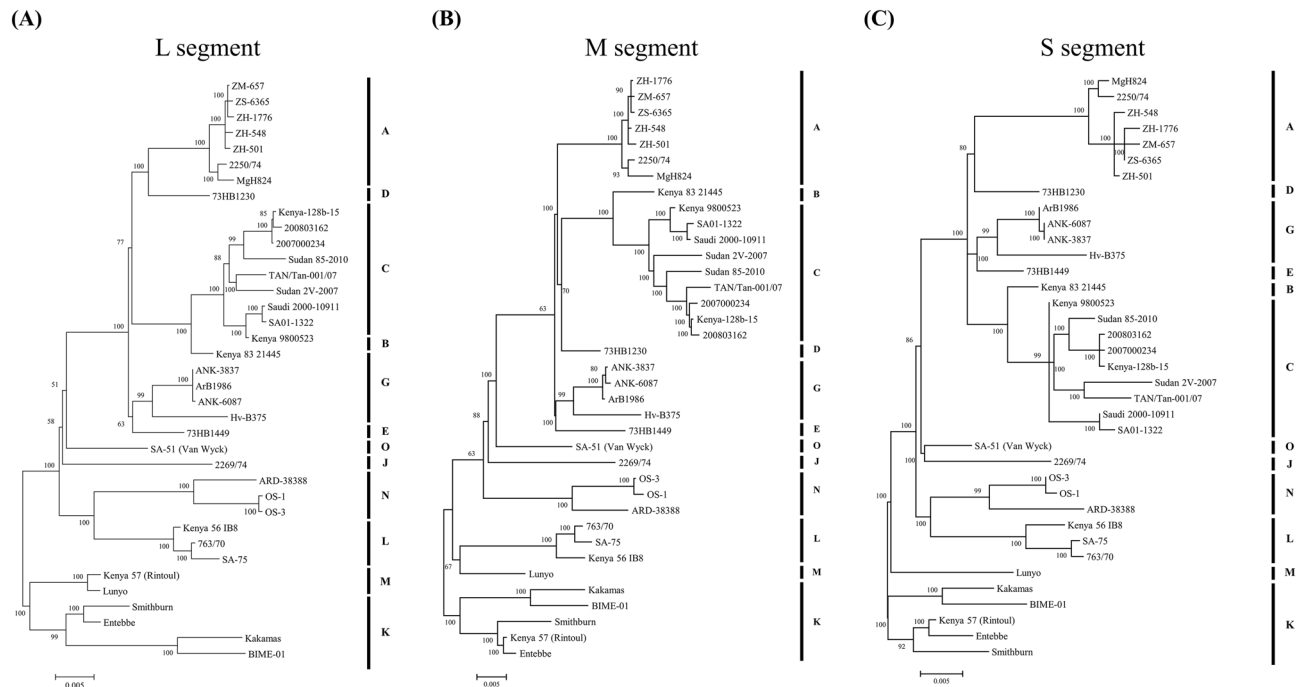 (A)
L segment
ZM-657
100
ZS-6365
100
ZH-1776
ZH-548
100
ZH-501
2250/74
100
100
MgH824
73HB1230
85
Kenya-128b-15
100
200803162
99
2007000234
77
88
Sudan 85-2010
TAN/Tan-001/07
100
100
Sudan 2V-2007
100
Saudi 2000-10911
SA01-1322
100
100
Kenya 9800523
100
Kenya 83 21445
ANK-3837
100
ArB1986
51
99
ANK-6087
58
63
Hv-B375
73HB1449
SA-51 (Van Wyck)
100
2269/74
ARD-38388
100
OS-1
100
OS-3
100
Kenya 56 IB8
100
763/70
100
100
SA-75
Kenya 57 (Rintoul)
100
Lunyo
Smithburn
100
100
Entebbe
99
Kakamas
100
BIME-01
0.005
A
D
C
B
G
E
O
J
N
L
M
K
(B)
M segment
ZH-1776
90
ZM-657
ZS-6365
100
ZH-548
100
ZH-501
2250/74
93
MgH824
Kenya 83 21445
Kenya 9800523
100
SA01-1322
100
100
100
Saudi 2000-10911
100
Sudan 2V-2007
100
Sudan 85-2010
TAN/Tan-001/07
100
2007000234
70
100
63
Kenya-128b-15
100
200803162
73HB1230
ANK-3837
80
100
ANK-6087
99
ArB1986
88
Hv-B375
100
73HB1449
63
SA-51 (Van Wyck)
2269/74
OS-3
100
OS-1
100
ARD-38388
763/70
100
SA-75
100
Kenya 56 IB8
67
Lunyo
Kakamas
100
BIME-01
100
Smithburn
100
Kenya 57 (Rintoul)
100
Entebbe
0.005
A
B
C
D
G
E
O
J
N
L
M
K
(C)
S segment
MgH824
100
2250/74
100
ZH-548
ZH-1776
100
100
ZM-657
80
ZS-6365
ZH-501
73HB1230
ArB1986
99
ANK-6087
100
100
ANK-3837
100
Hv-B375
73HB1449
Kenya 83 21445
Kenya 9800523
Sudan 85-2010
100
200803162
86
100
99
2007000234
100
100
100
Kenya-128b-15
Sudan 2V-2007
100
TAN/Tan-001/07
Saudi 2000-10911
100
SA01-1322
SA-51 (Van Wyck)
100
2269/74
OS-3
100
99
OS-1
100
ARD-38388
100
Kenya 56 IB8
100
100
SA-75
100
763/70
Lunyo
Kakamas
100
BIME-01
100
Kenya 57 (Rintoul)
100
Entebbe
92
Smithburn
0.005
A
D
G
E
B
C
O
J
N
L
M
K